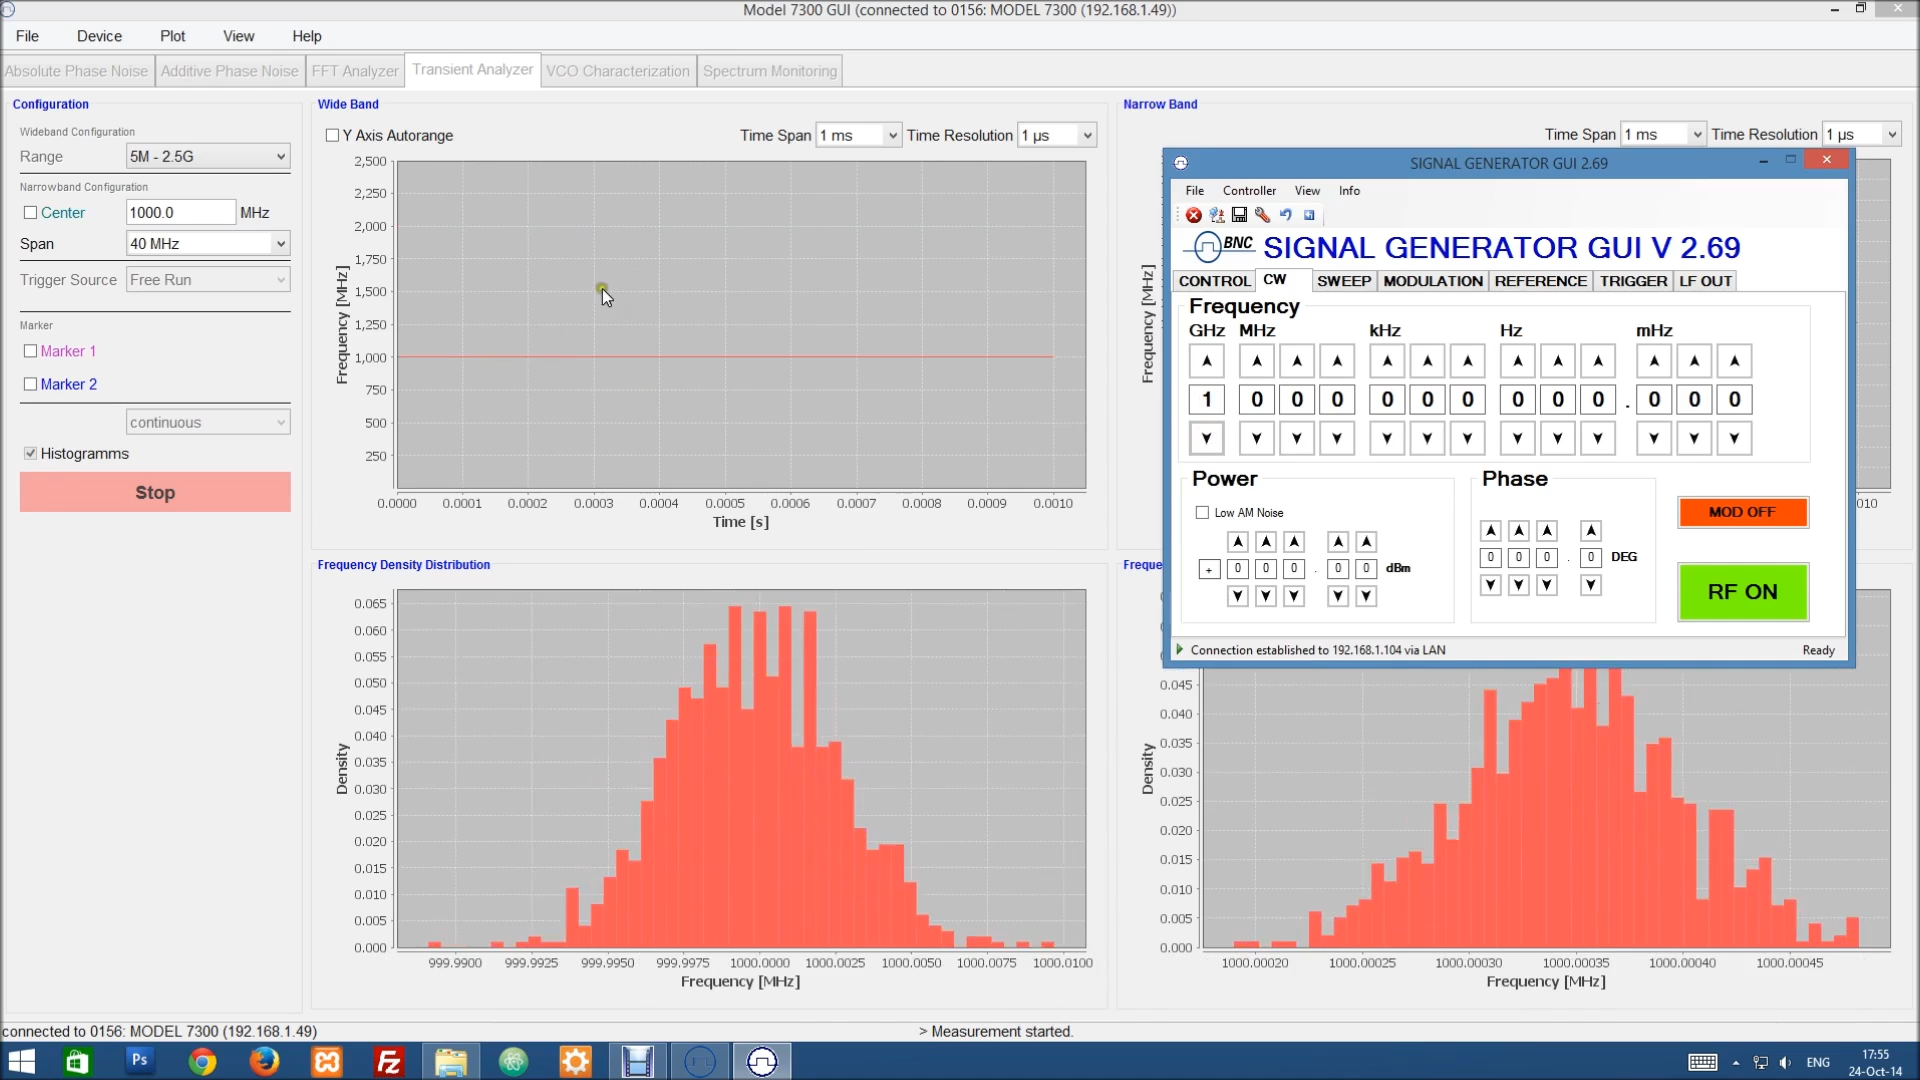 Model 7300 GUI (connected to 0156: MODEL 7300 (192.168.1.49))
File Device Plot View Help
Absolute Phase Noise Additive Phase Noise FFT Analyzer Transient Analyzer VCO Characterization Spectrum Monitoring
Configuration
Wideband Configuration
Range 5M - 2.5G
Narrowband Configuration
Center 1000.0 MHz
Span 40 MHz
Trigger Source Free Run
Marker
Marker 1
Marker 2
continuous
Histogramms
Stop
Wide Band
Y Axis Autorange Time Span 1 ms Time Resolution 1 µs
2,500
2,250
2,000
1,750
1,500
1,250
1,000
750
500
250
Frequency [MHz]
0.0000 0.0001 0.0002 0.0003 0.0004 0.0005 0.0006 0.0007 0.0008 0.0009 0.0010
Time [s]
Narrow Band
Time Span 1 ms Time Resolution 1 µs
Frequency [MHz]
010
SIGNAL GENERATOR GUI 2.69
File Controller View Info
BNC SIGNAL GENERATOR GUI V 2.69
CONTROL CW SWEEP MODULATION REFERENCE TRIGGER LF OUT
Frequency
GHz MHz kHz Hz mHz
1 0 0 0 0 0 0 0 0 0 . 0 0 0
Power
Low AM Noise
+ 0 0 0 . 0 0 dBm
Phase
0 0 0 . 0 DEG
MOD OFF
RF ON
Connection established to 192.168.1.104 via LAN Ready
Frequency Density Distribution
0.065
0.060
0.055
0.050
0.045
0.040
0.035
0.030
0.025
0.020
0.015
0.010
0.005
0.000
Density
999.9900 999.9925 999.9950 999.9975 1000.0000 1000.0025 1000.0050 1000.0075 1000.0100
Frequency [MHz]
Freque
0.045
0.040
0.035
0.030
0.025
0.020
0.015
0.010
0.005
0.000
Density
1000.00020 1000.00025 1000.00030 1000.00035 1000.00040 1000.00045
Frequency [MHz]
connected to 0156: MODEL 7300 (192.168.1.49) > Measurement started.
Ps
Fz
ENG
17:55
24-Oct-14